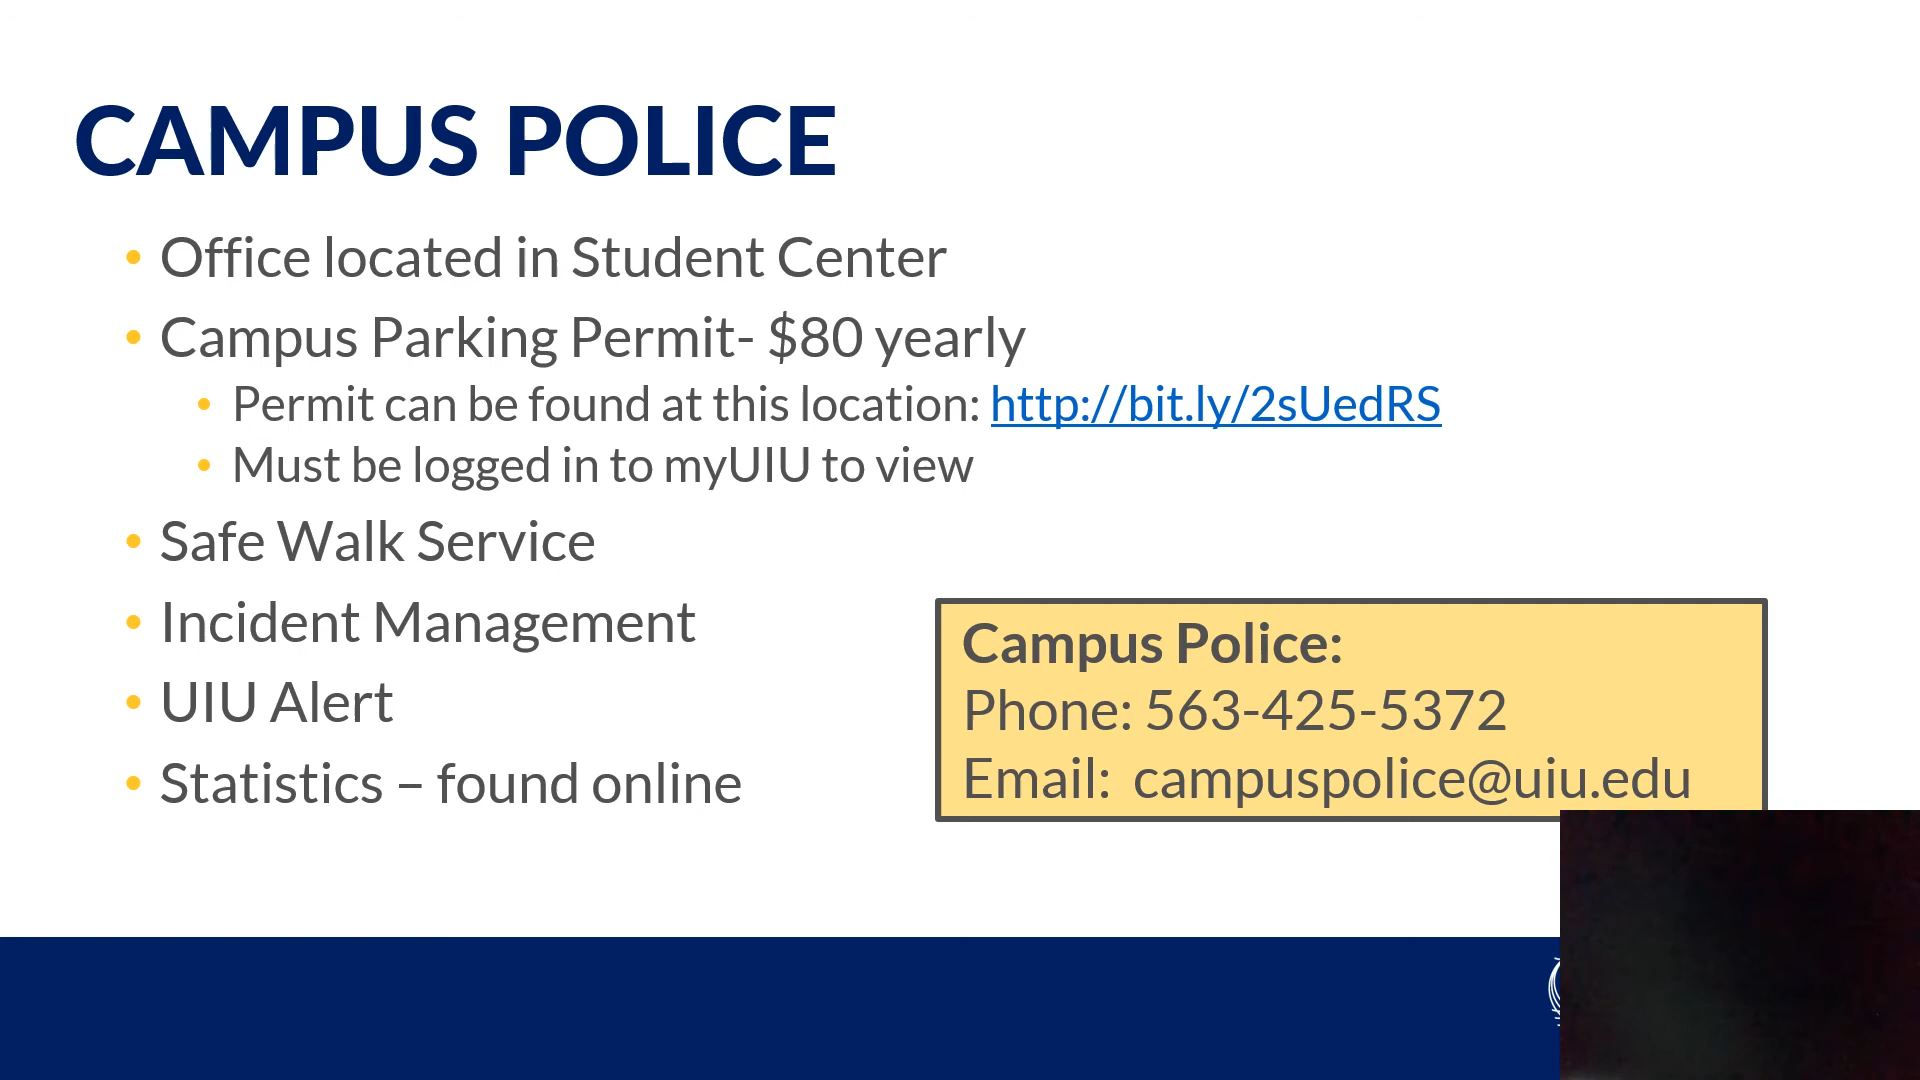 CAMPUS POLICE
• Office located in Student Center
• Campus Parking Permit- $80 yearly
• Permit can be found at this location: http://bit.ly/2sUedRS
• Must be logged in to myUIU to view
• Safe Walk Service
• Incident Management
• UIU Alert
• Statistics – found online
Campus Police:
Phone: 563-425-5372
Email: campuspolice@uiu.edu